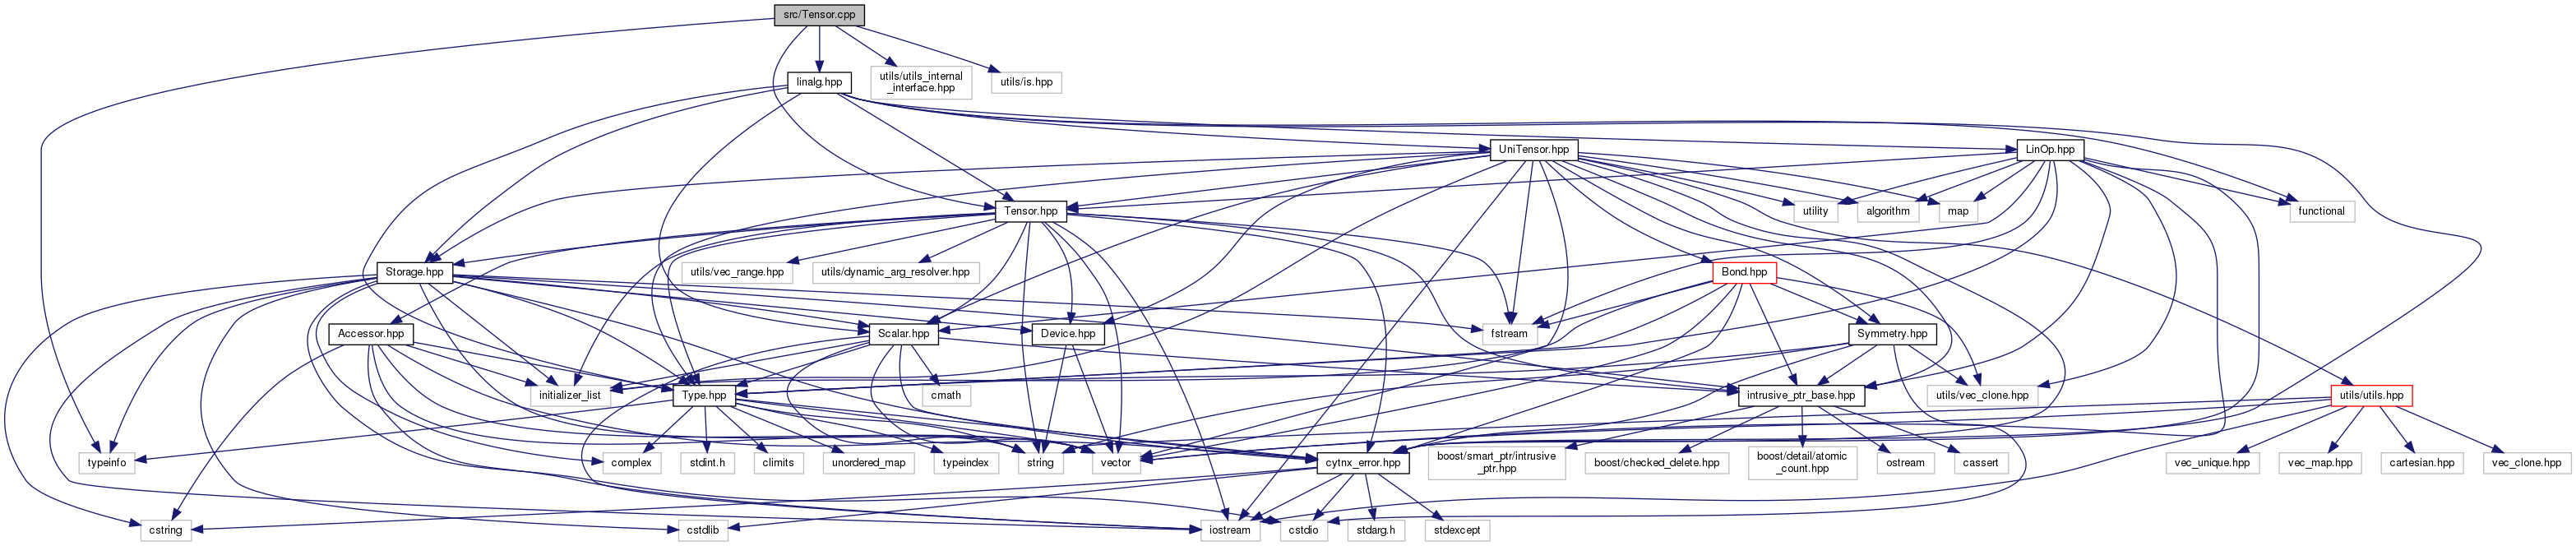 src/Tensor.cpp
linalg.hpp
utils/utils_internal
_interface.hpp
utils/is.hpp
UniTensor.hpp
LinOp.hpp
Tensor.hpp
utility
algorithm
map
functional
Storage.hpp
utils/vec_range.hpp
utils/dynamic_arg_resolver.hpp
Bond.hpp
Accessor.hpp
Scalar.hpp
Device.hpp
fstream
Symmetry.hpp
initializer_list
Type.hpp
cmath
intrusive_ptr_base.hpp
utils/vec_clone.hpp
utils/utils.hpp
typeinfo
complex
stdint.h
climits
unordered_map
typeindex
string
vector
cytnx_error.hpp
boost/smart_ptr/intrusive
_ptr.hpp
boost/checked_delete.hpp
boost/detail/atomic
_count.hpp
ostream
cassert
vec_unique.hpp
vec_map.hpp
cartesian.hpp
vec_clone.hpp
cstring
cstdlib
iostream
cstdio
stdarg.h
stdexcept